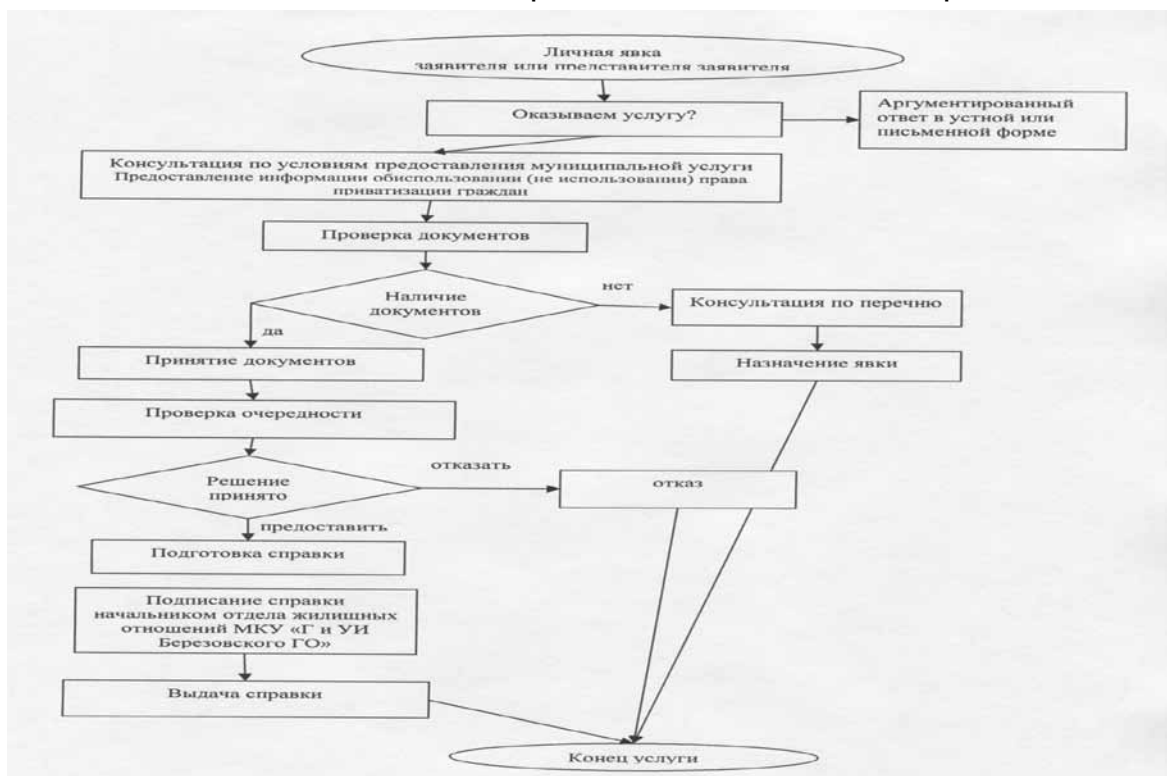 Личная явка
заявителя или представителя заявителя
Оказываем услугу?
Аргументированный
ответ в устной или
письменной форме
Консультация по условиям предоставления муниципальной услуги
Предоставление информации обиспользовании (не использовании) права
приватизации граждан
Проверка документов
Наличие
документов
нет
Консультация по перечню
да
Принятие документов
Назначение явки
Проверка очередности
Решение
принято
отказать
отказ
предоставить
Подготовка справки
Подписание справки
начальником отдела жилищных
отношений МКУ «Г и УИ
Березовского ГО»
Выдача справки
Конец услуги